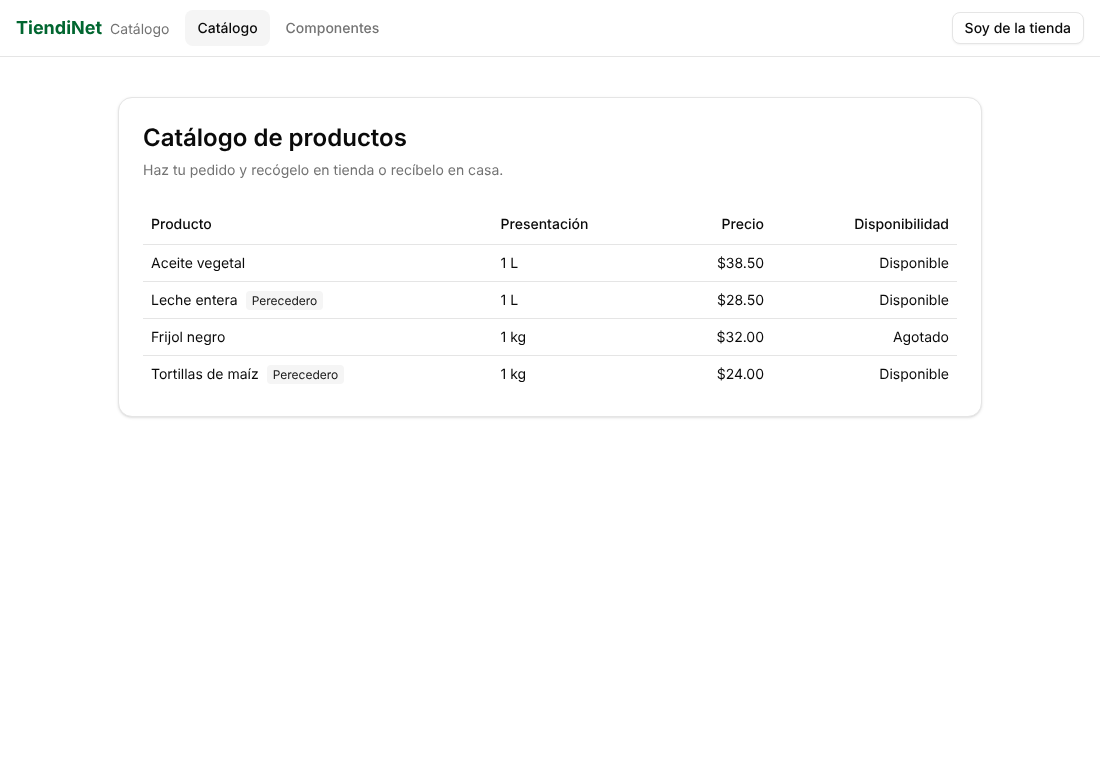 TiendiNet Catálogo Catálogo Componentes Soy de la tienda
Catálogo de productos
Haz tu pedido y recógelo en tienda o recíbelo en casa.
Producto Presentación Precio Disponibilidad
Aceite vegetal 1 L $38.50 Disponible
Leche entera Perecedero 1 L $28.50 Disponible
Frijol negro 1 kg $32.00 Agotado
Tortillas de maíz Perecedero 1 kg $24.00 Disponible